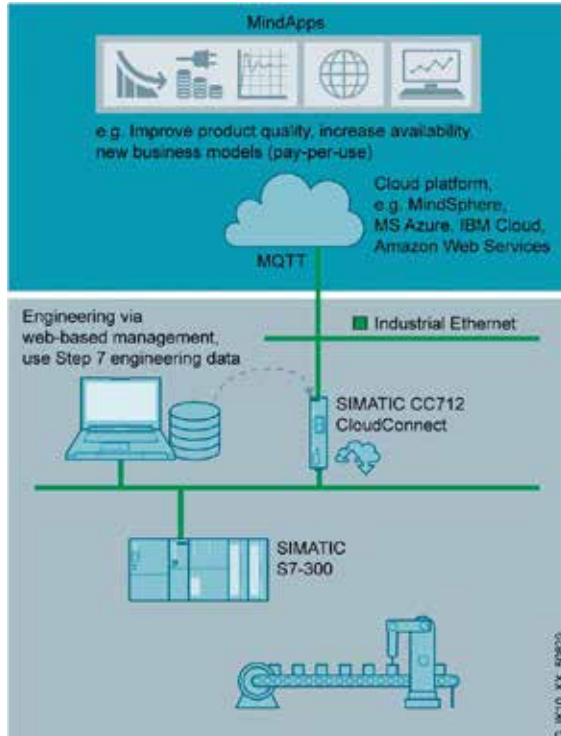 MindApps
e.g. Improve product quality, increase availability,
new business models (pay-per-use)
Cloud platform,
e.g. MindSphere,
MS Azure, IBM Cloud,
Amazon Web Services
MQTT
Engineering via
web-based management,
use Step 7 engineering data
Industrial Ethernet
SIMATIC CC712
CloudConnect
SIMATIC
S7-300